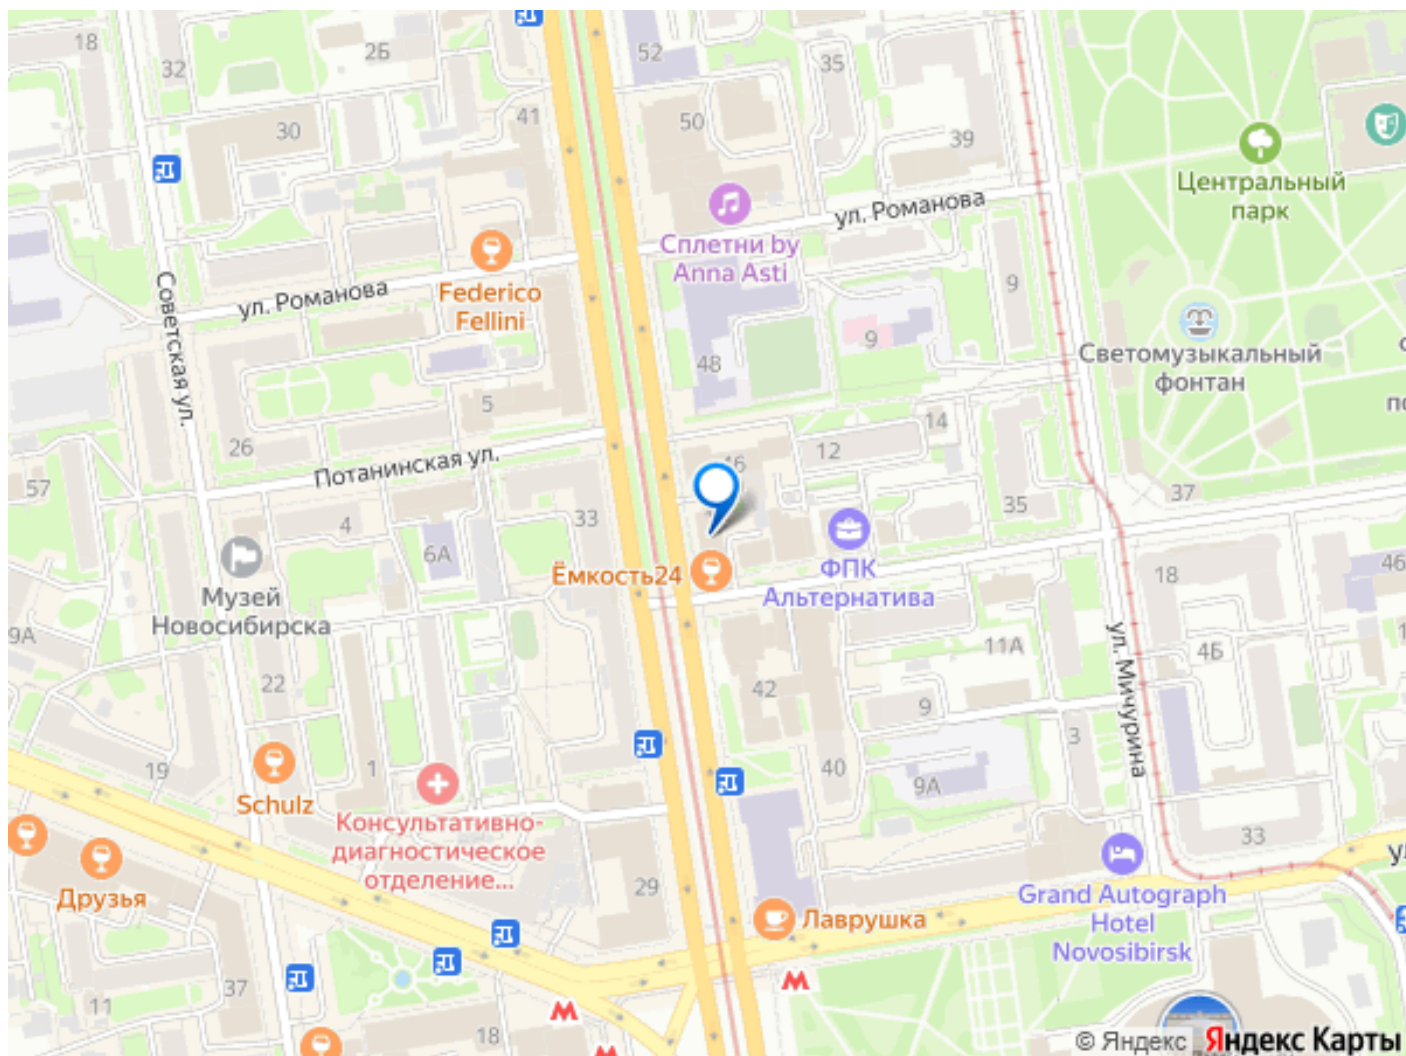 18
32
2Б
52
35
30
41
50
39
Центральный
парк
ул. Романова
Сплетни by
Anna Asti
ул. Романова
Federico
Fellini
Советская ул.
9
9
48
Светомузыкальный
фонтан
5
26
14
12
46
Потанинская ул.
57
4
6А
33
35
37
ФПК
Альтернатива
Ёмкость24
Музей
Новосибирска
9А
18
46
11А
4Б
ул. Мичурина
22
42
9
3
19
1
40
9А
33
Schulz
Консультативно-
диагностическое
отделение...
Друзья
29
Лаврушка
Grand Autograph
Hotel
Novosibirsk
37
11
18
М
М
М
© Яндекс Яндекс Карты